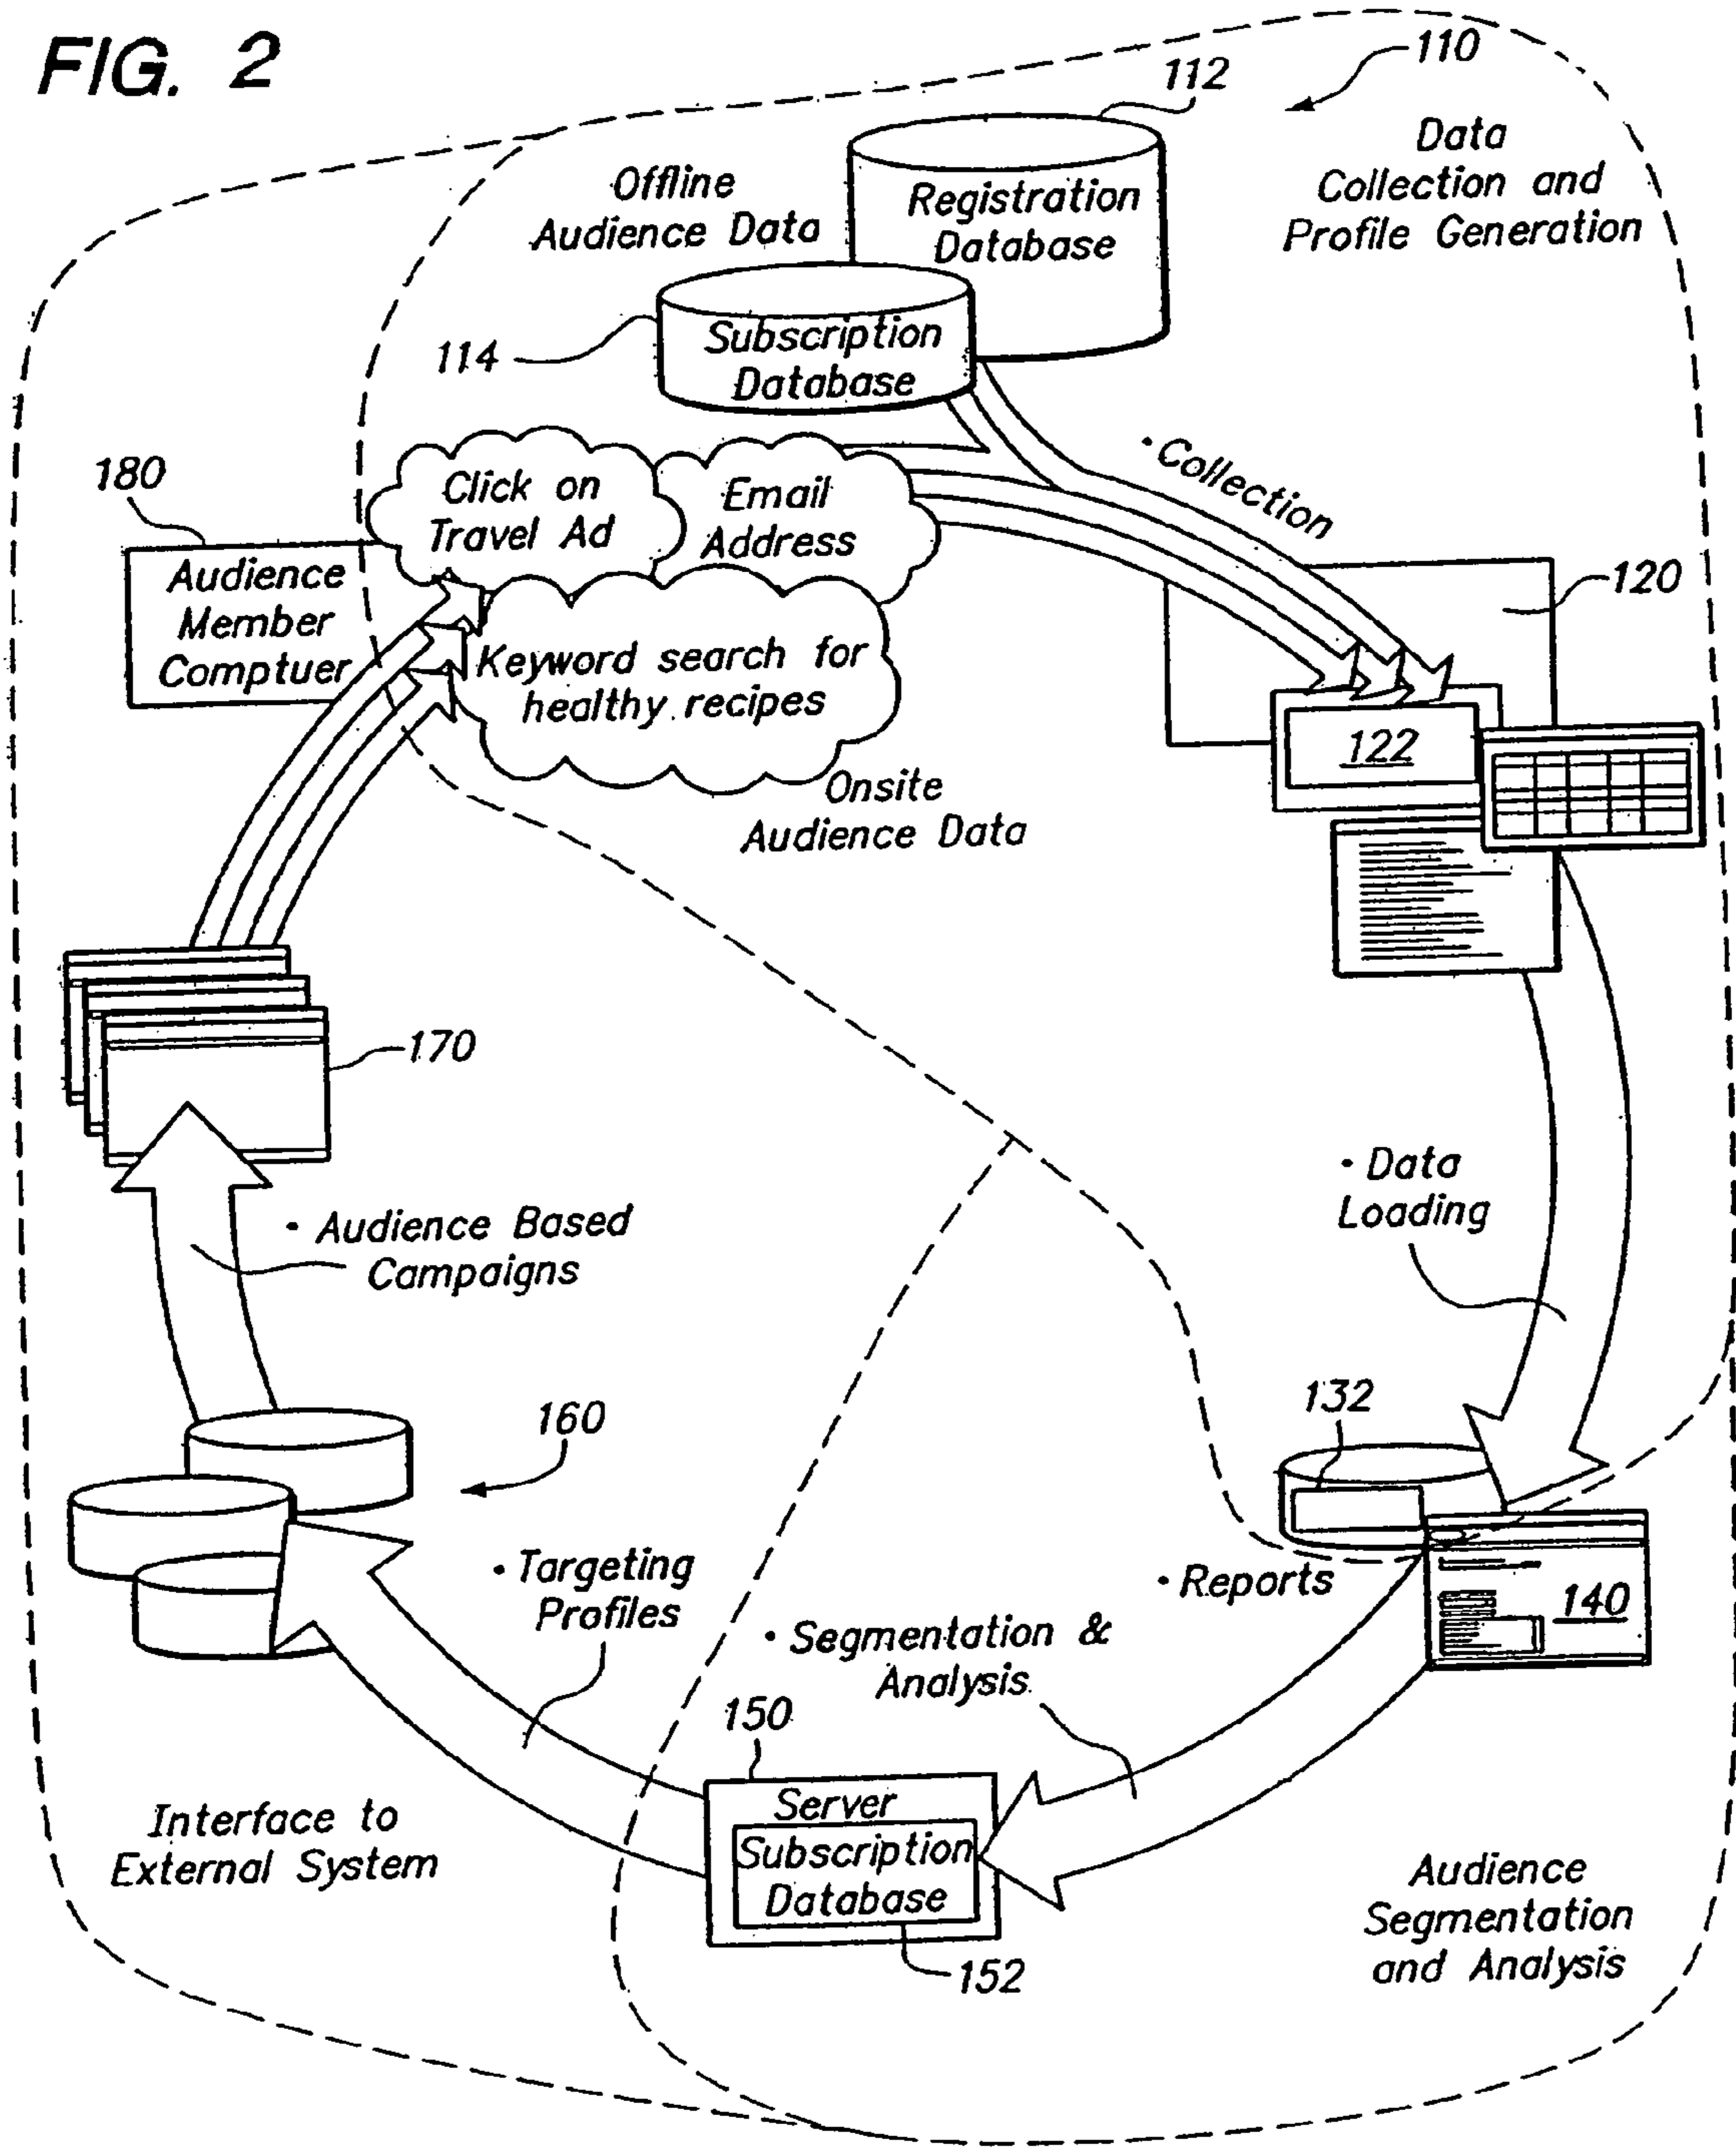 FIG. 2
110
112
Data
Collection and
Profile Generation
Offline
Audience Data
Registration
Database
114
Subscription
Database
• Collection
180
Click on
Travel Ad
Email
Address
Audience
Member
Comptuer
120
Keyword search for
healthy recipes
122
Onsite
Audience Data
170
• Data
Loading
• Audience Based
Campaigns
132
160
• Targeting
Profiles
• Reports
140
• Segmentation &
Analysis
150
Server
Subscription
Database
152
Interface to
External System
Audience
Segmentation
and Analysis